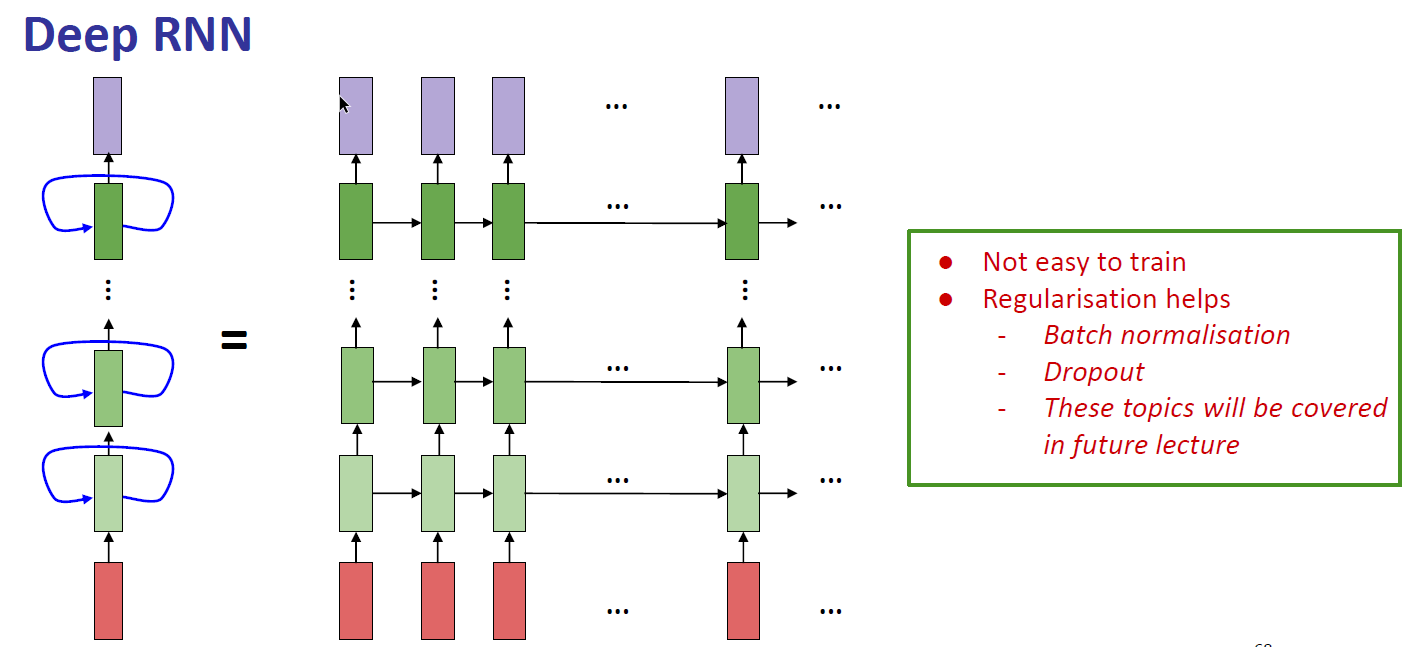 Deep RNN
...
...
...
...
=
...
...
...
...
...
...
● Not easy to train
● Regularisation helps
- Batch normalisation
- Dropout
- These topics will be covered
in future lecture